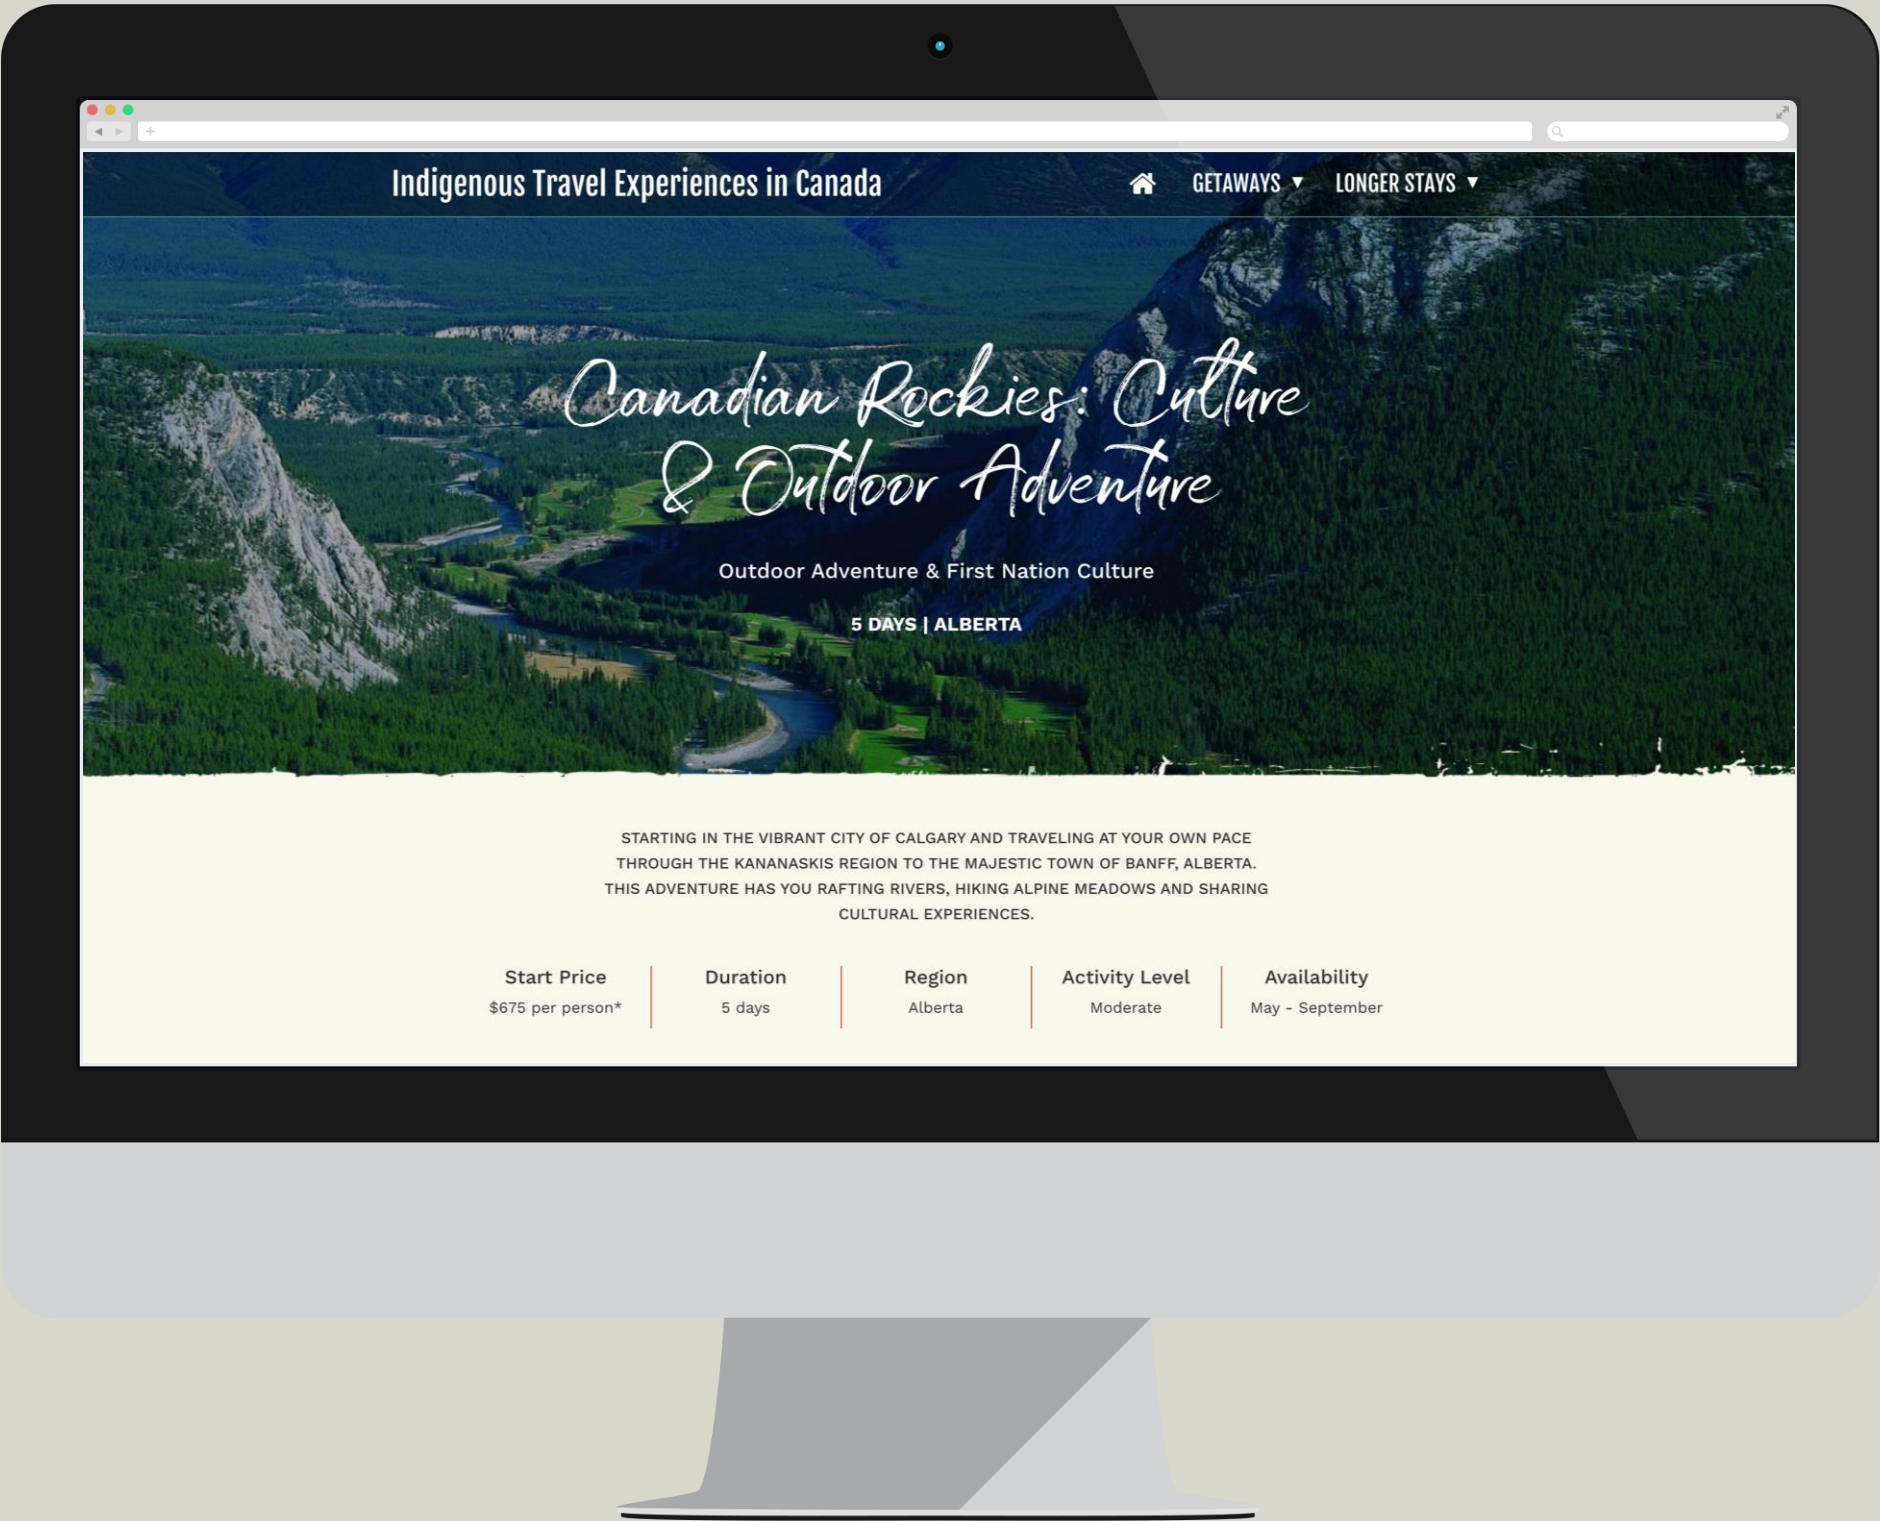 Indigenous Travel Experiences in Canada
GETAWAYS ▼ LONGER STAYS ▼
Canadian Rockies: Culture
& Outdoor Adventure
Outdoor Adventure & First Nation Culture
5 DAYS | ALBERTA
STARTING IN THE VIBRANT CITY OF CALGARY AND TRAVELING AT YOUR OWN PACE
THROUGH THE KANANASKIS REGION TO THE MAJESTIC TOWN OF BANFF, ALBERTA.
THIS ADVENTURE HAS YOU RAFTING RIVERS, HIKING ALPINE MEADOWS AND SHARING
CULTURAL EXPERIENCES.
Start Price
$675 per person*
Duration
5 days
Region
Alberta
Activity Level
Moderate
Availability
May - September